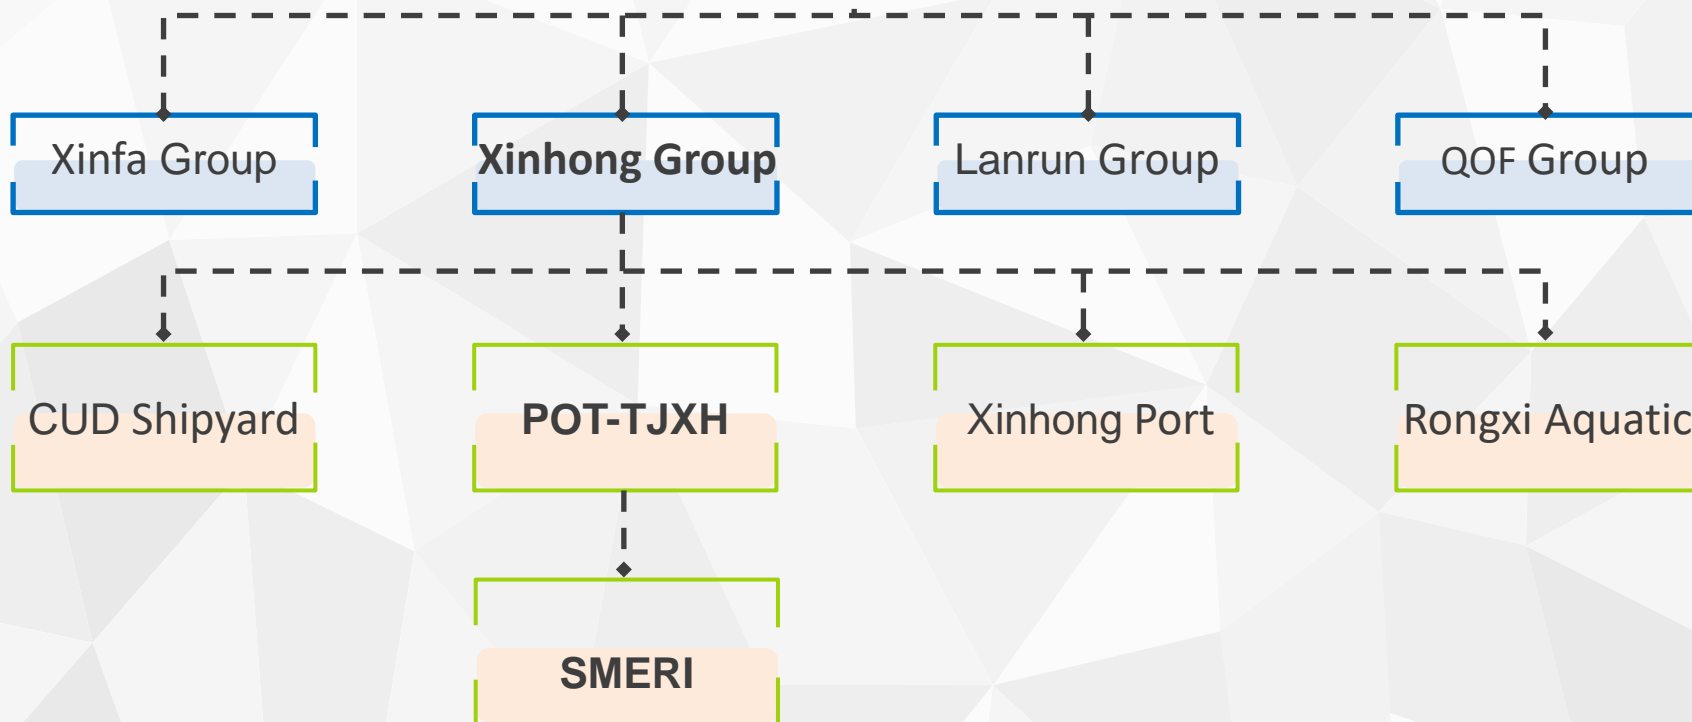 Xinfa Group
Xinhong Group
Lanrun Group
QOF Group
CUD Shipyard
POT-TJXH
Xinhong Port
Rongxi Aquatic
SMERI